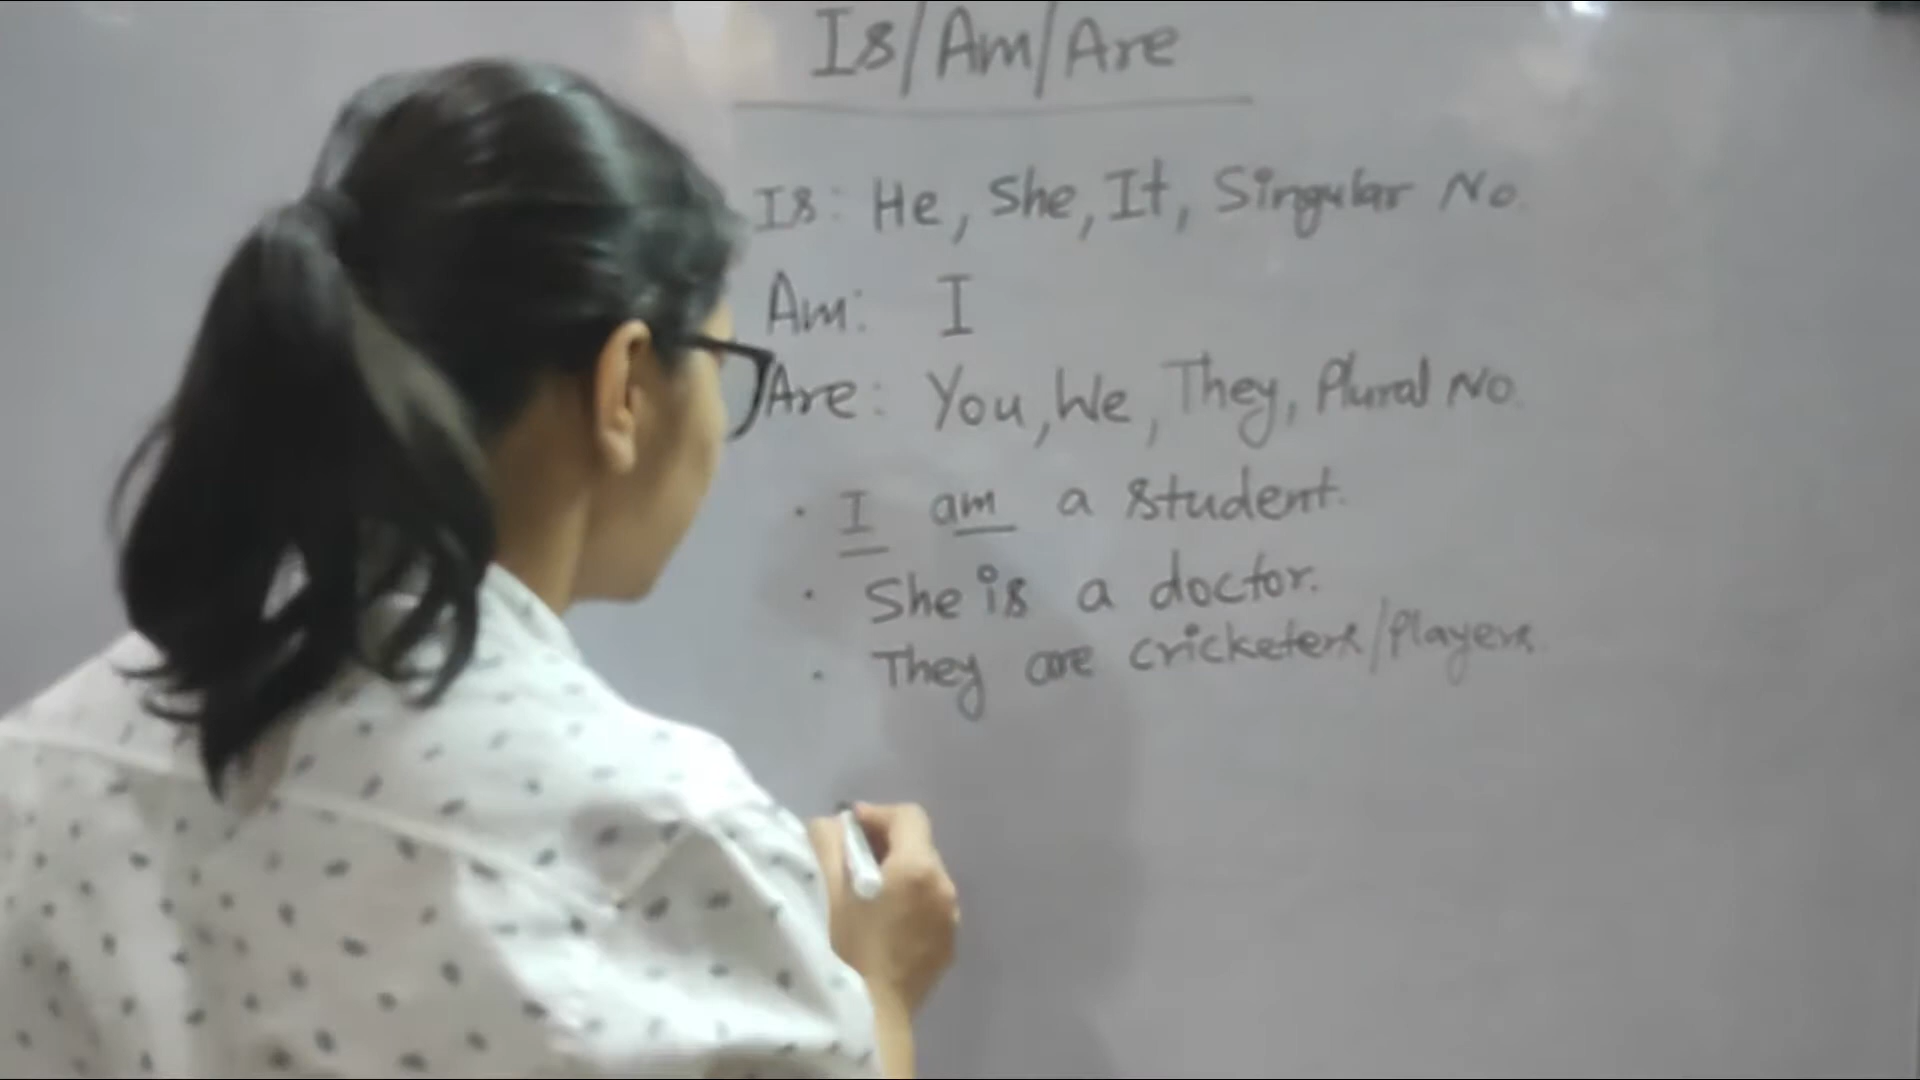 Is/Am/Are
Is: He, She, It, Singular No.
Am: I
Are: You, We, They, Plural No.
· I am a student.
· She is a doctor.
· They are cricketers/players.